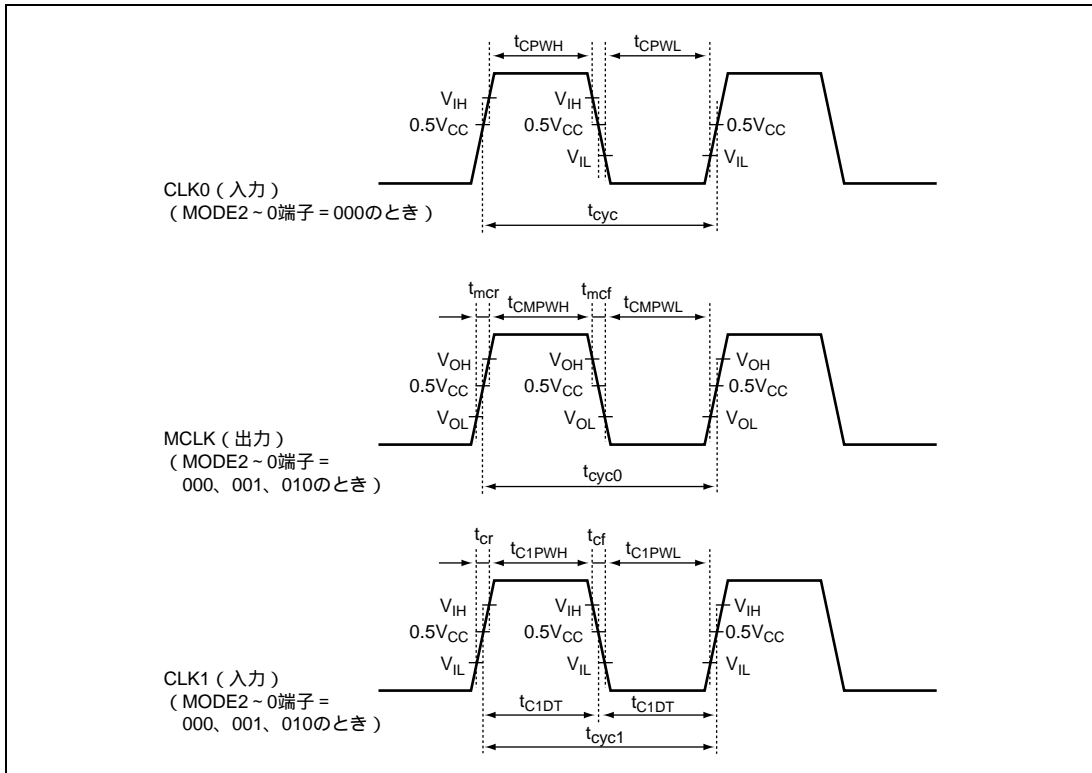 tCPWH tCPWL
VIH VIH
0.5VCC 0.5VCC 0.5VCC
VIL VIL
CLK0（入力）
（MODE2~0端子=000のとき）
tcyc
tmcr tCMPWH tmcf tCMPWL
VOH VOH VOH
0.5VCC 0.5VCC 0.5VCC
VOL VOL VOL
MCLK（出力）
（MODE2~0端子=
000、001、010のとき）
tcyc0
tcr tC1PWH tcf tC1PWL
VIH VIH VIH
0.5VCC 0.5VCC 0.5VCC
VIL VIL VIL
CLK1（入力）
（MODE2~0端子=
000、001、010のとき）
tC1DT tC1DT
tcyc1